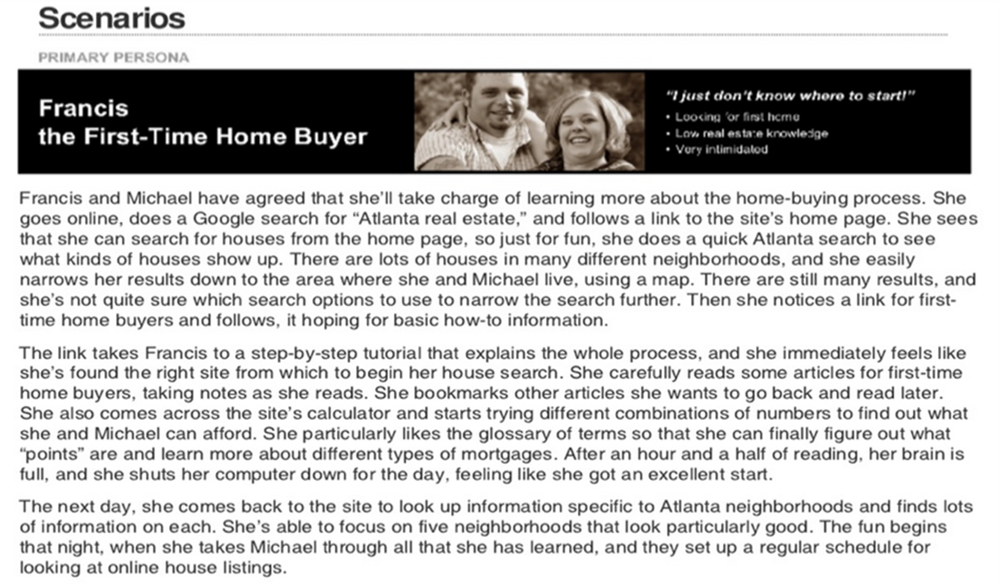 Scenarios
PRIMARY PERSONA
Francis
the First-Time Home Buyer
"I just don't know where to start!"
• Looking for first home
• Low real estate knowledge
• Very intimidated
Francis and Michael have agreed that she'll take charge of learning more about the home-buying process. She
goes online, does a Google search for "Atlanta real estate," and follows a link to the site's home page. She sees
that she can search for houses from the home page, so just for fun, she does a quick Atlanta search to see
what kinds of houses show up. There are lots of houses in many different neighborhoods, and she easily
narrows her results down to the area where she and Michael live, using a map. There are still many results, and
she's not quite sure which search options to use to narrow the search further. Then she notices a link for first-
time home buyers and follows, it hoping for basic how-to information.
The link takes Francis to a step-by-step tutorial that explains the whole process, and she immediately feels like
she's found the right site from which to begin her house search. She carefully reads some articles for first-time
home buyers, taking notes as she reads. She bookmarks other articles she wants to go back and read later.
She also comes across the site's calculator and starts trying different combinations of numbers to find out what
she and Michael can afford. She particularly likes the glossary of terms so that she can finally figure out what
"points" are and learn more about different types of mortgages. After an hour and a half of reading, her brain is
full, and she shuts her computer down for the day, feeling like she got an excellent start.
The next day, she comes back to the site to look up information specific to Atlanta neighborhoods and finds lots
of information on each. She's able to focus on five neighborhoods that look particularly good. The fun begins
that night, when she takes Michael through all that she has learned, and they set up a regular schedule for
looking at online house listings.